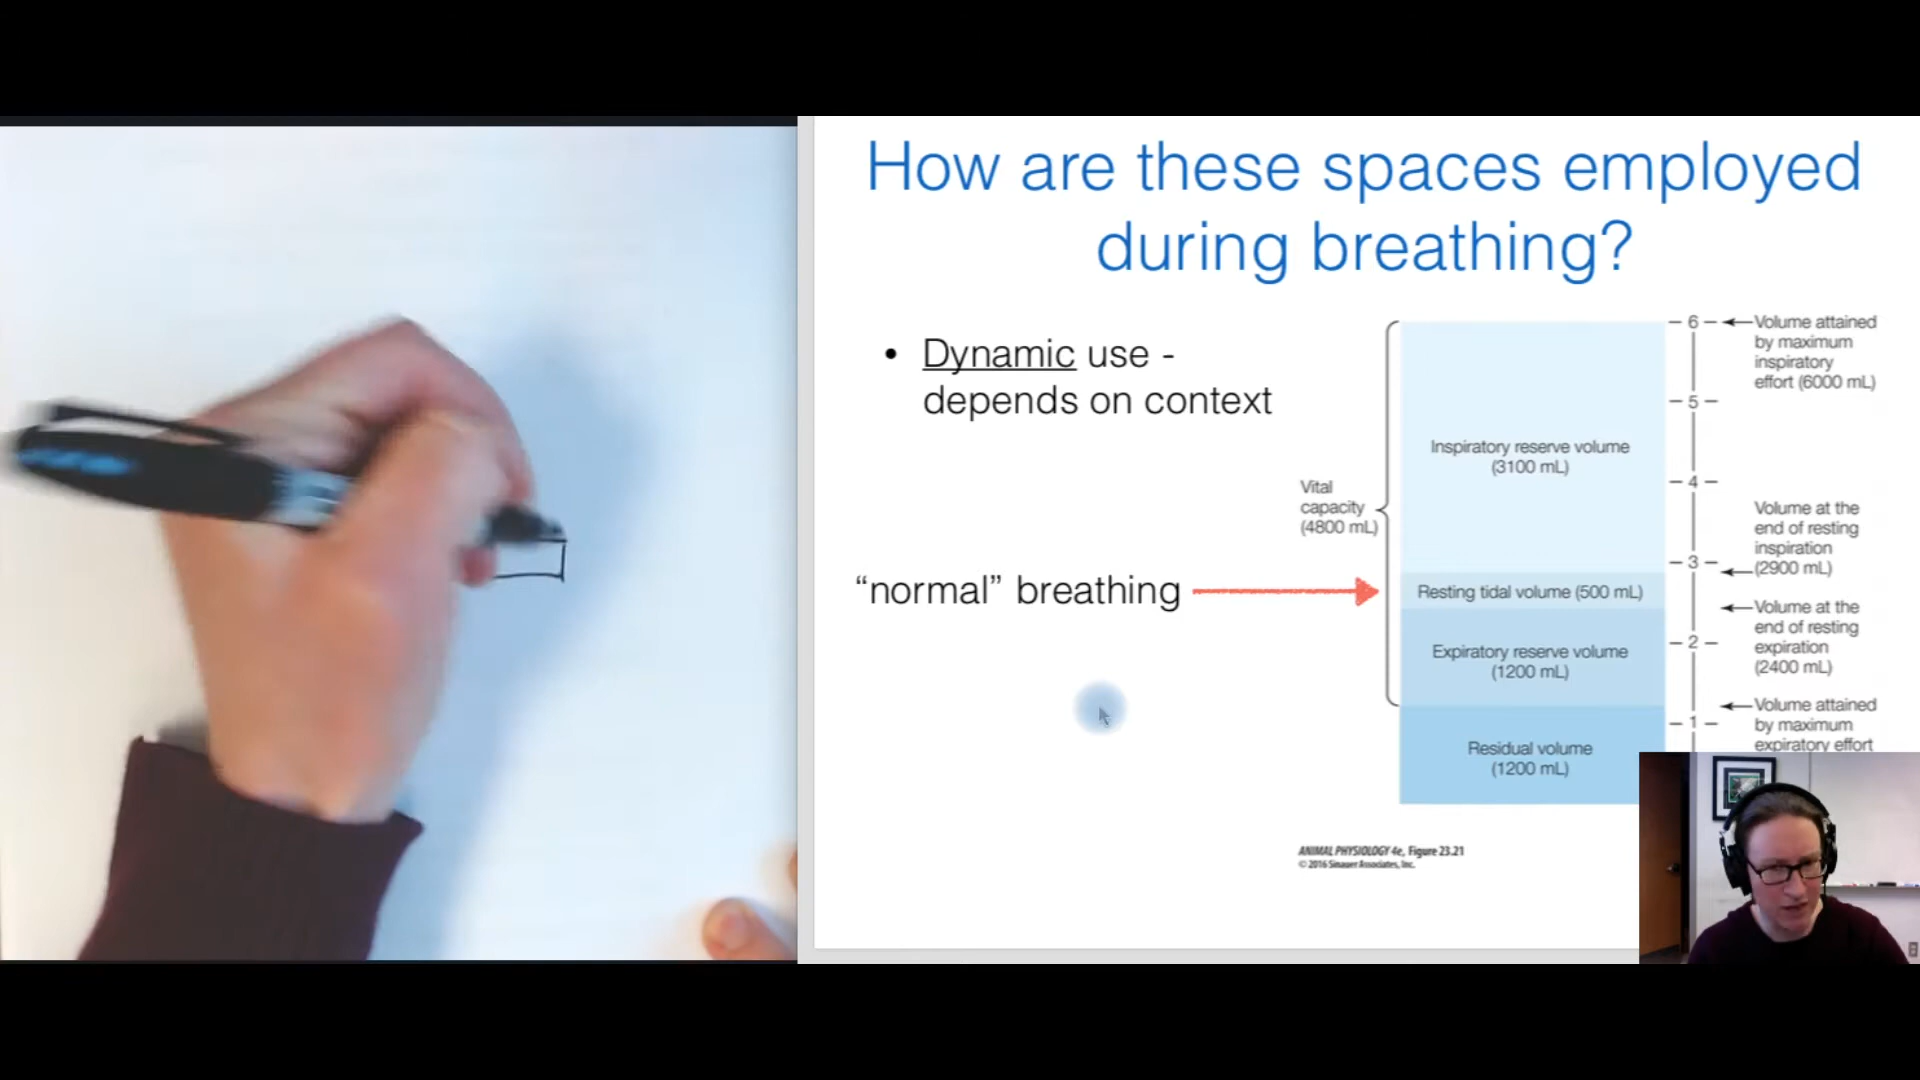 How are these spaces employed
during breathing?
• Dynamic use -
depends on context
"normal" breathing
Vital
capacity
(4800 mL)
Inspiratory reserve volume
(3100 mL)
Resting tidal volume (500 mL)
Expiratory reserve volume
(1200 mL)
Residual volume
(1200 mL)
6
5
4
3
2
1
Volume attained
by maximum
inspiratory
effort (6000 mL)
Volume at the
end of resting
inspiration
(2900 mL)
Volume at the
end of resting
expiration
(2400 mL)
Volume attained
by maximum
expiratory effort
ANIMAL PHYSIOLOGY 4e, Figure 23.21
© 2016 Sinauer Associates, Inc.